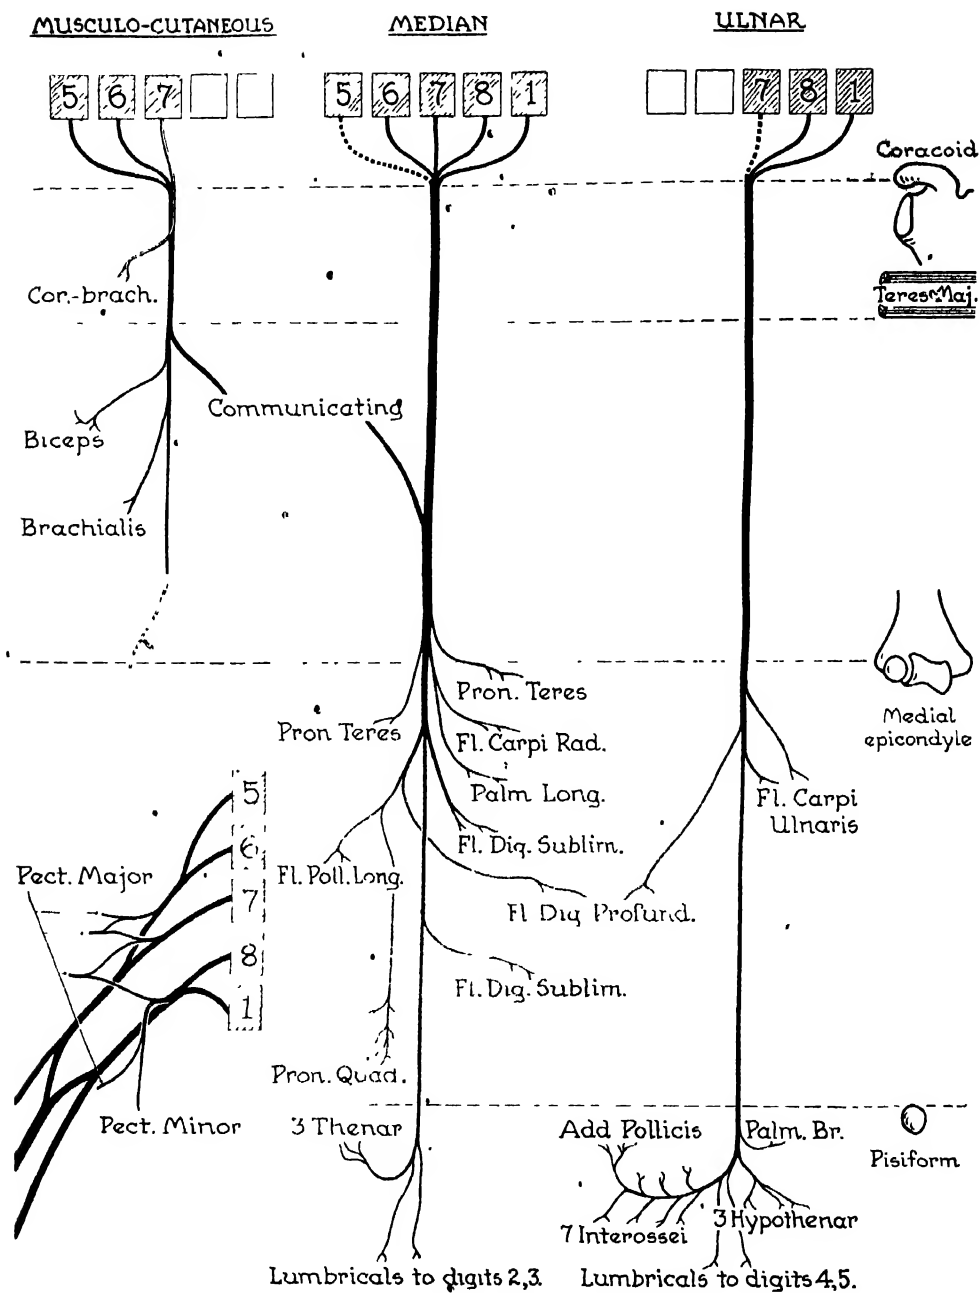 MUSCULO-CUTANEOUS
MEDIAN
ULNAR
5 6 7
5 6 7 8 1
7 8 1
Coracoid
Cor.-brach.
Teres Maj.
Communicating
Biceps
Brachialis
Pron. Teres
Pron Teres
Fl. Carpi Rad.
Medial
epicondyle
Palm Long.
Fl. Carpi
Ulnaris
Fl. Dig. Sublim.
Fl. Poll. Long.
Fl Dig Profund.
Fl. Dig. Sublim.
5
6
Pect. Major
7
8
1
Pron. Quad.
Pect. Minor
3 Thenar
Add Pollicis
Palm. Br.
Pisiform
7 Interossei
3 Hypothenar
Lumbricals to digits 2,3.
Lumbricals to digits 4,5.